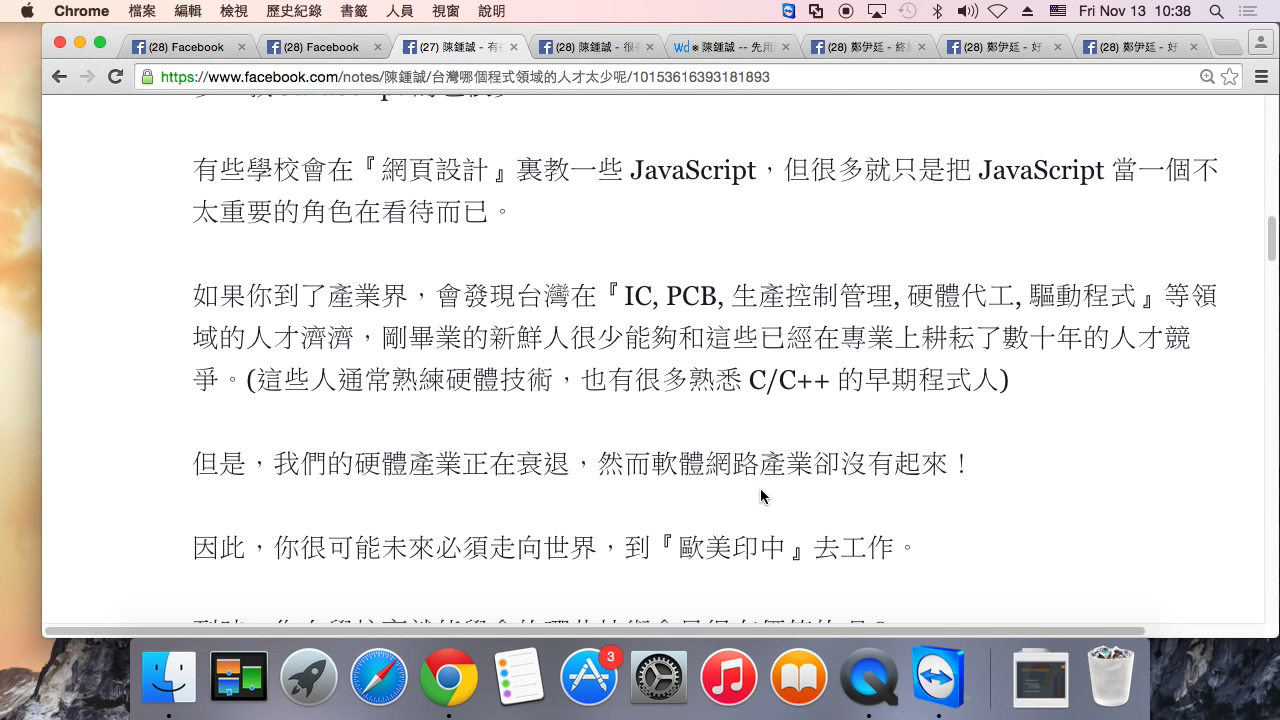 Chrome 檔案 編輯 檢視 歷史紀錄 書籤 人員 視窗 說明 Fri Nov 13 10:38
(28) Facebook (28) Facebook (27) 陳鍾誠 - 有 (28) 陳鍾誠 - 很 Wd ※ 陳鍾誠 -- 先用 (28) 鄭伊廷 - 終 (28) 鄭伊廷 - 好 (28) 鄭伊廷 - 好
https://www.facebook.com/notes/陳鍾誠/台灣哪個程式領域的人才太少呢/10153616393181893
有些學校會在『網頁設計』裏教一些 JavaScript，但很多就只是把 JavaScript 當一個不
太重要的角色在看待而已。
如果你到了產業界，會發現台灣在『IC, PCB, 生產控制管理, 硬體代工, 驅動程式』等領
域的人才濟濟，剛畢業的新鮮人很少能夠和這些已經在專業上耕耘了數十年的人才競
爭。(這些人通常熟練硬體技術，也有很多熟悉 C/C++ 的早期程式人)
但是，我們的硬體產業正在衰退，然而軟體網路產業卻沒有起來！
因此，你很可能未來必須走向世界，到『歐美印中』去工作。
3